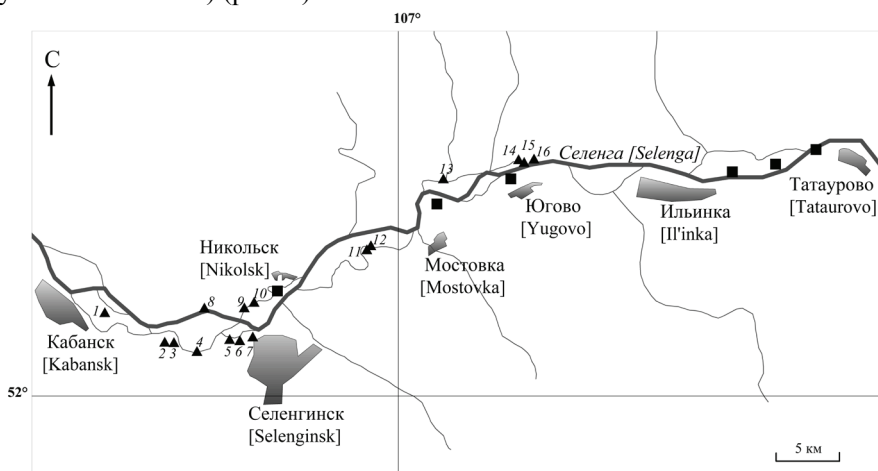 107°
С
14 15 16
Селенга [Selenga]
13
Татаурово
[Tataurovo]
Югово
[Yugovo]
Ильинка
[Il'inka]
Никольск
[Nikolsk]
11 12
Мостовка
[Mostovka]
8 9 10
1
Кабанск
[Kabansk]
2 3 4 5 6 7
52°
Селенгинск
[Selenginsk]
5 км